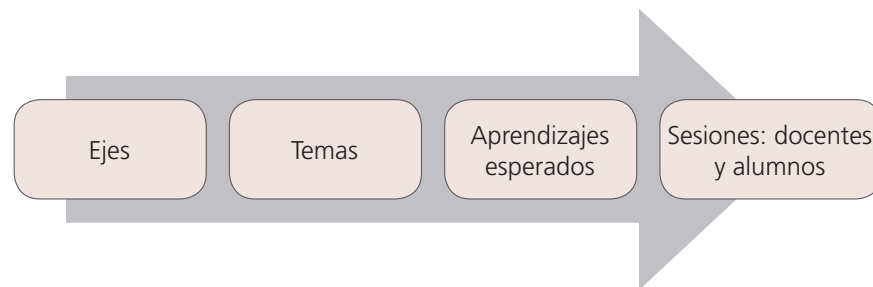 Ejes
Temas
Aprendizajes
esperados
Sesiones: docentes
y alumnos